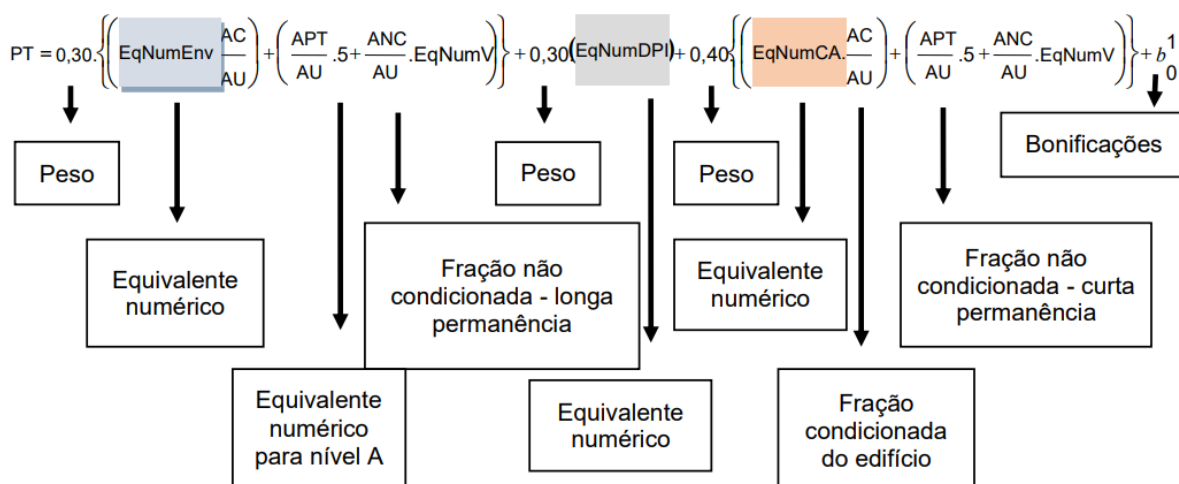 PT = 0,30.{((EqNumEnv AC/AU) + (APT/AU .5 + ANC/AU .EqNumV)} + 0,30(EqNumDPI) + 0,40{((EqNumCA. AC/AU) + (APT/AU .5 + ANC/AU .EqNumV)} + b 1 0
Peso
Peso
Peso
Bonificações
Equivalente
numérico
Fração não
condicionada - longa
permanência
Equivalente
numérico
Fração não
condicionada - curta
permanência
Equivalente
numérico
para nível A
Equivalente
numérico
Fração
condicionada
do edifício